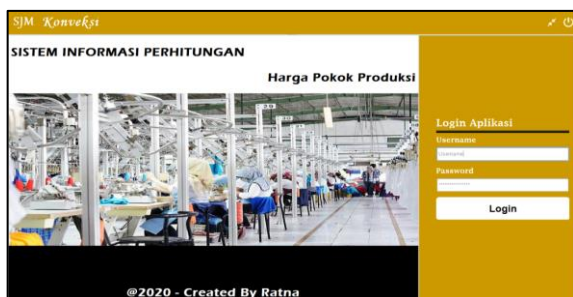 SJM Konveksi
SISTEM INFORMASI PERHITUNGAN
Harga Pokok Produksi
Login Aplikasi
Username
Username
Password
Login
@2020 - Created By Ratna